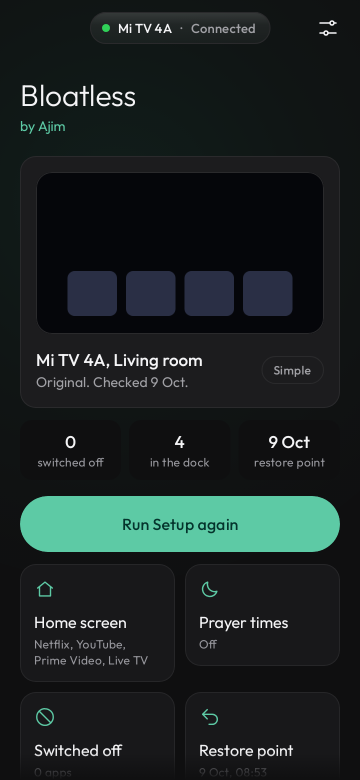 Mi TV 4A · Connected
Bloatless
by Ajim
Mi TV 4A, Living room
Original. Checked 9 Oct.
Simple
0
switched off
4
in the dock
9 Oct
restore point
Run Setup again
Home screen
Netflix, YouTube,
Prime Video, Live TV
Prayer times
Off
Switched off
0 apps
Restore point
9 Oct, 08:53